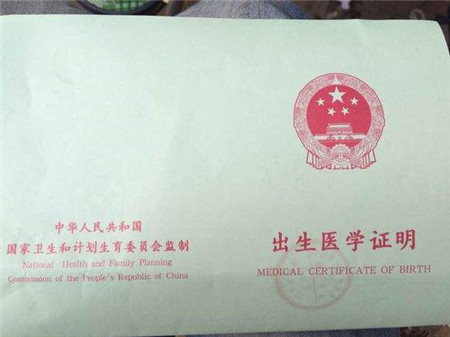 中华人民共和国
国家卫生和计划生育委员会监制
National Health and Family Planning
Commission of the People's Republic of China
出生医学证明
MEDICAL CERTIFICATE OF BIRTH